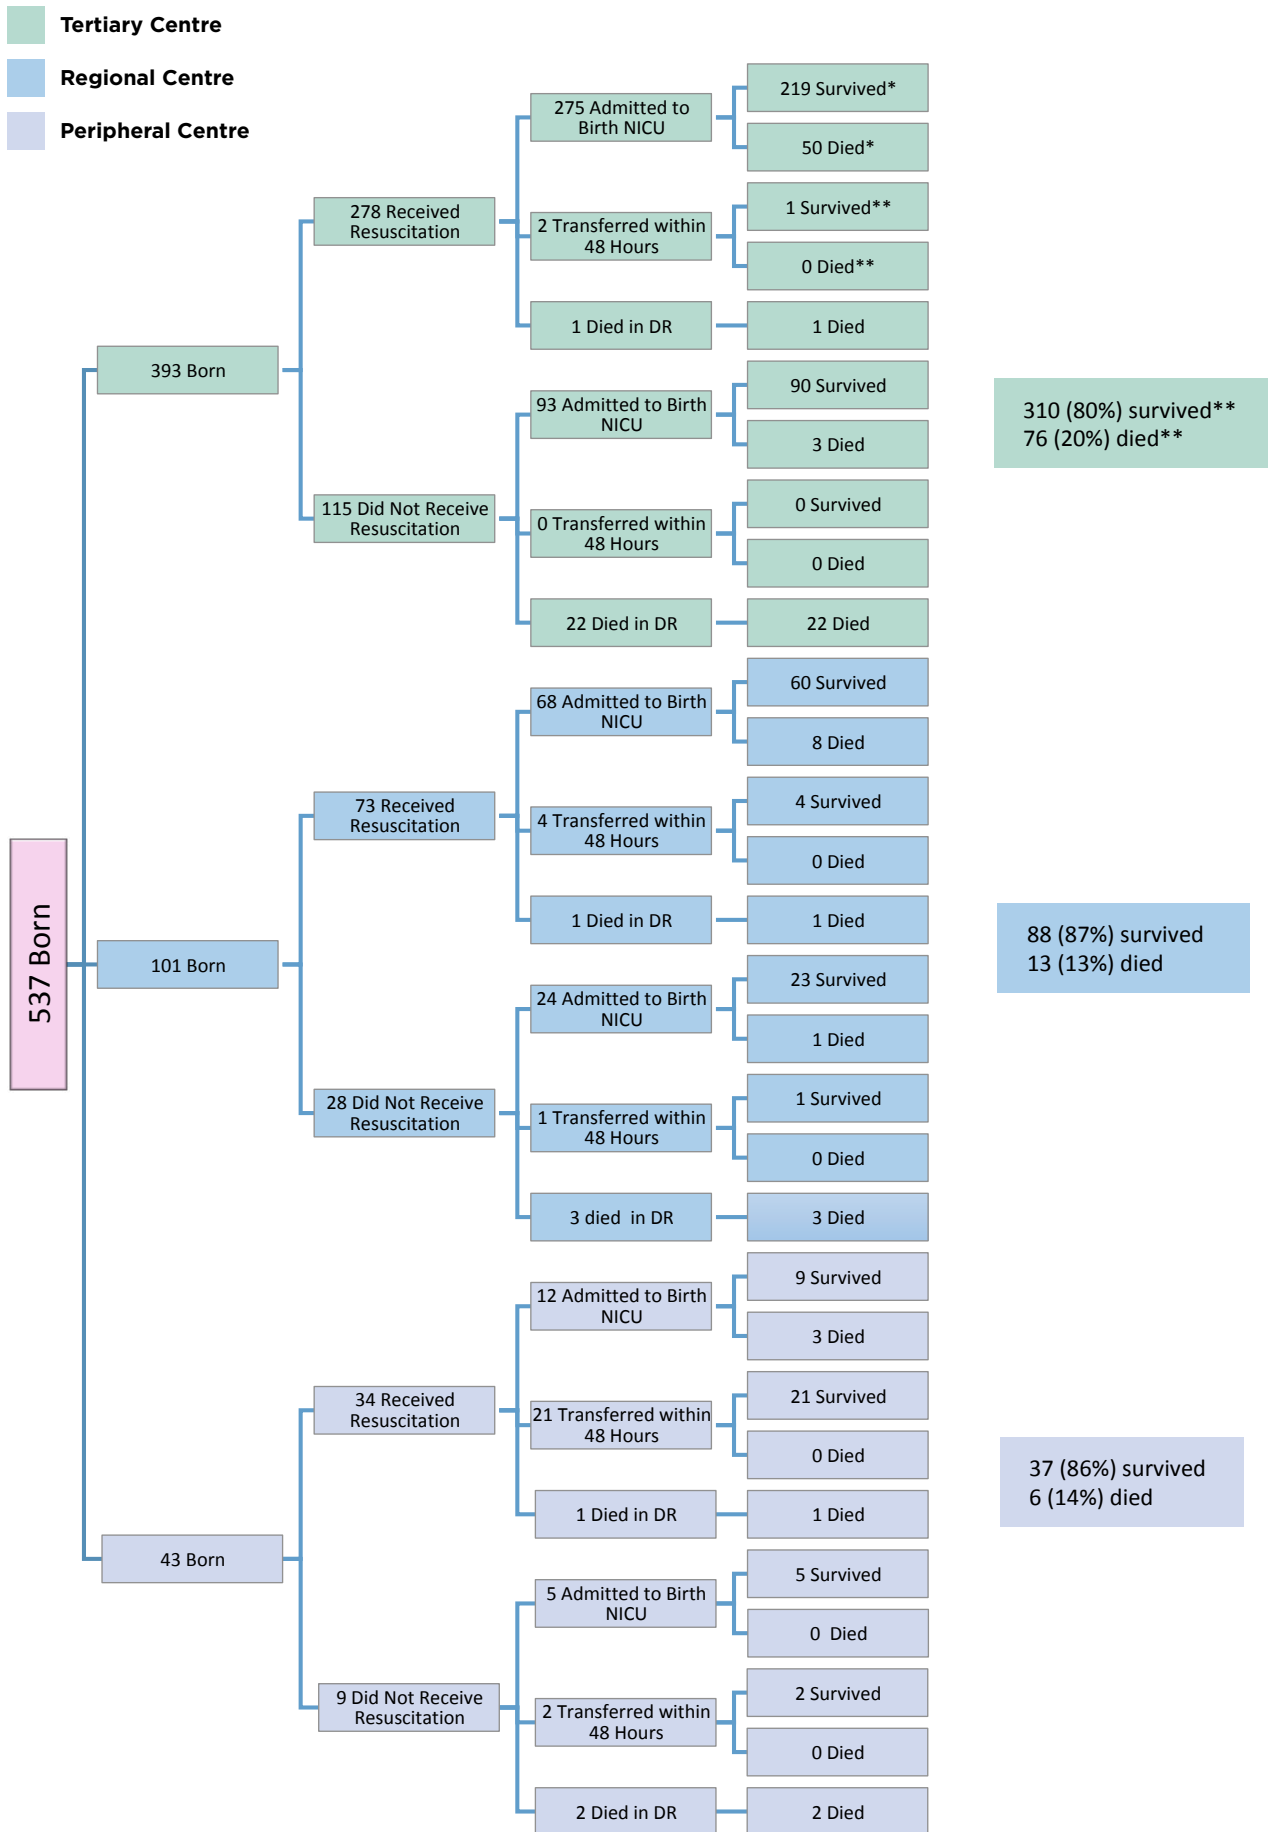 Tertiary Centre
Regional Centre
Peripheral Centre
537 Born
393 Born
278 Received
Resuscitation
275 Admitted to
Birth NICU
219 Survived*
50 Died*
2 Transferred within
48 Hours
1 Survived**
0 Died**
1 Died in DR
1 Died
115 Did Not Receive
Resuscitation
93 Admitted to Birth
NICU
90 Survived
3 Died
0 Transferred within
48 Hours
0 Survived
0 Died
22 Died in DR
22 Died
310 (80%) survived**
76 (20%) died**
101 Born
73 Received
Resuscitation
68 Admitted to Birth
NICU
60 Survived
8 Died
4 Transferred within
48 Hours
4 Survived
0 Died
1 Died in DR
1 Died
28 Did Not Receive
Resuscitation
24 Admitted to Birth
NICU
23 Survived
1 Died
1 Transferred within
48 Hours
1 Survived
0 Died
3 died in DR
3 Died
88 (87%) survived
13 (13%) died
43 Born
34 Received
Resuscitation
12 Admitted to Birth
NICU
9 Survived
3 Died
21 Transferred within
48 Hours
21 Survived
0 Died
1 Died in DR
1 Died
9 Did Not Receive
Resuscitation
5 Admitted to Birth
NICU
5 Survived
0 Died
2 Transferred within
48 Hours
2 Survived
0 Died
2 Died in DR
2 Died
37 (86%) survived
6 (14%) died